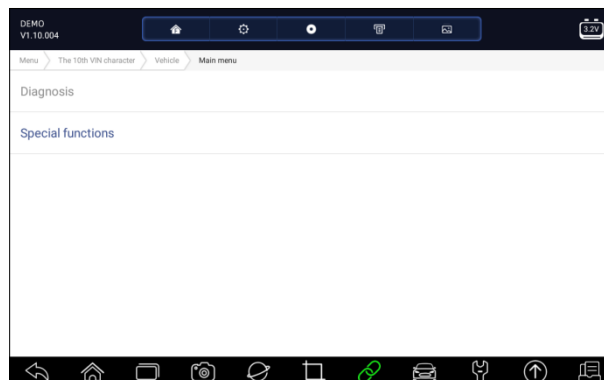 DEMO
V1.10.004
3.2V
Menu The 10th VIN character Vehicle Main menu
Diagnosis
Special functions